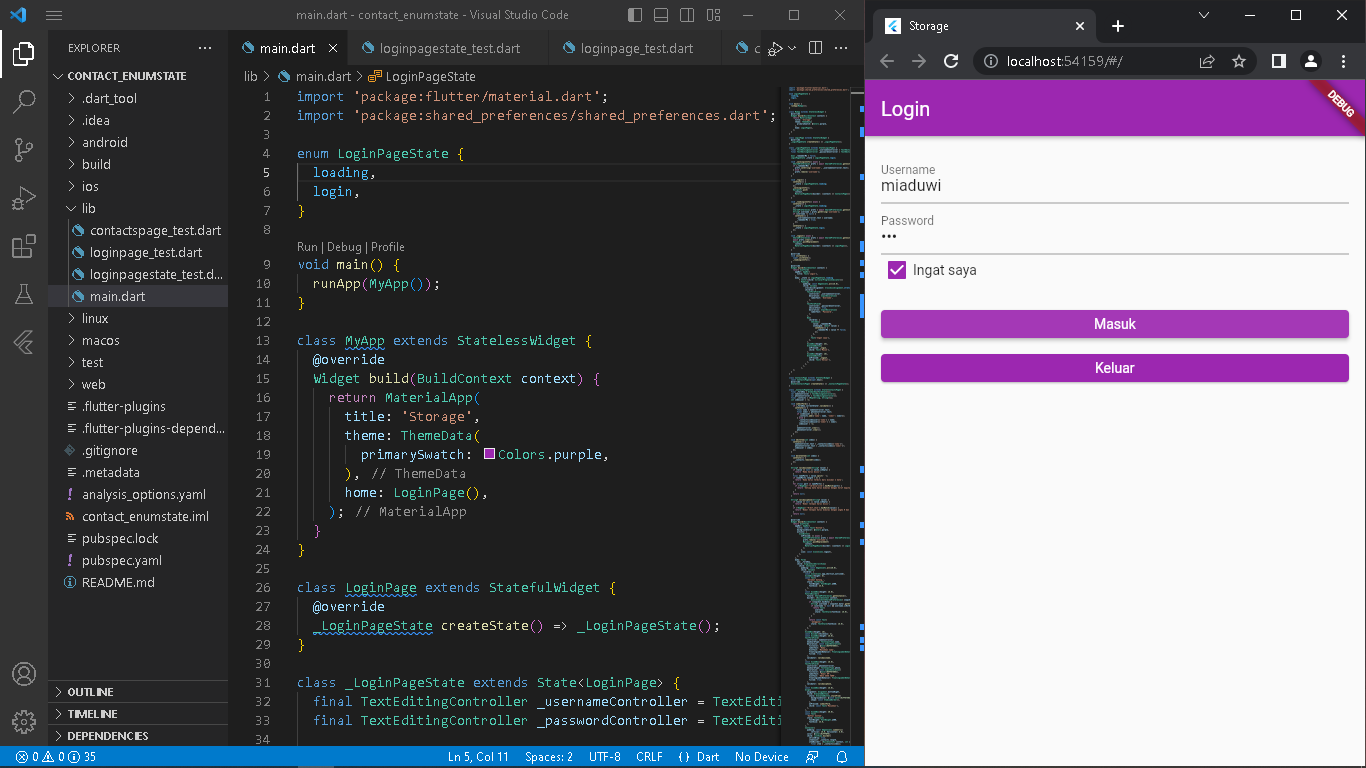 main.dart - contact_enumstate - Visual Studio Code
EXPLORER
CONTACT_ENUMSTATE
.dart_tool
.idea
android
build
ios
lib
contactspage_test.dart
loginpage_test.dart
loginpagestate_test.d...
main.dart
linux
macos
test
web
.flutter-plugins
.flutter-plugins-depend...
.gitignore
.metadata
analysis_options.yaml
contact_enumstate.iml
pubspec.lock
pubspec.yaml
README.md
OUTLINE
TIMELINE
DEPENDENCIES
main.dart loginpagestate_test.dart loginpage_test.dart c
lib > main.dart > LoginPageState
1 import 'package:flutter/material.dart';
2 import 'package:shared_preferences/shared_preferences.dart';
3
4 enum LoginPageState {
5 loading,
6 login,
7 }
8
Run | Debug | Profile
9 void main() {
10 runApp(MyApp());
11 }
12
13 class MyApp extends StatelessWidget {
14 @override
15 Widget build(BuildContext context) {
16 return MaterialApp(
17 title: 'Storage',
18 theme: ThemeData(
19 primarySwatch: Colors.purple,
20 ), // ThemeData
21 home: LoginPage(),
22 ); // MaterialApp
23 }
24 }
25
26 class LoginPage extends StatefulWidget {
27 @override
28 _LoginPageState createState() => _LoginPageState();
29 }
30
31 class _LoginPageState extends State<LoginPage> {
32 final TextEditingController _usernameController = TextEditi
33 final TextEditingController _passwordController = TextEditi
34
0 0 35 Ln 5, Col 11 Spaces: 2 UTF-8 CRLF {} Dart No Device
Storage
localhost:54159/#/
Login
DEBUG
Username
miaduwi
Password
•••
Ingat saya
Masuk
Keluar